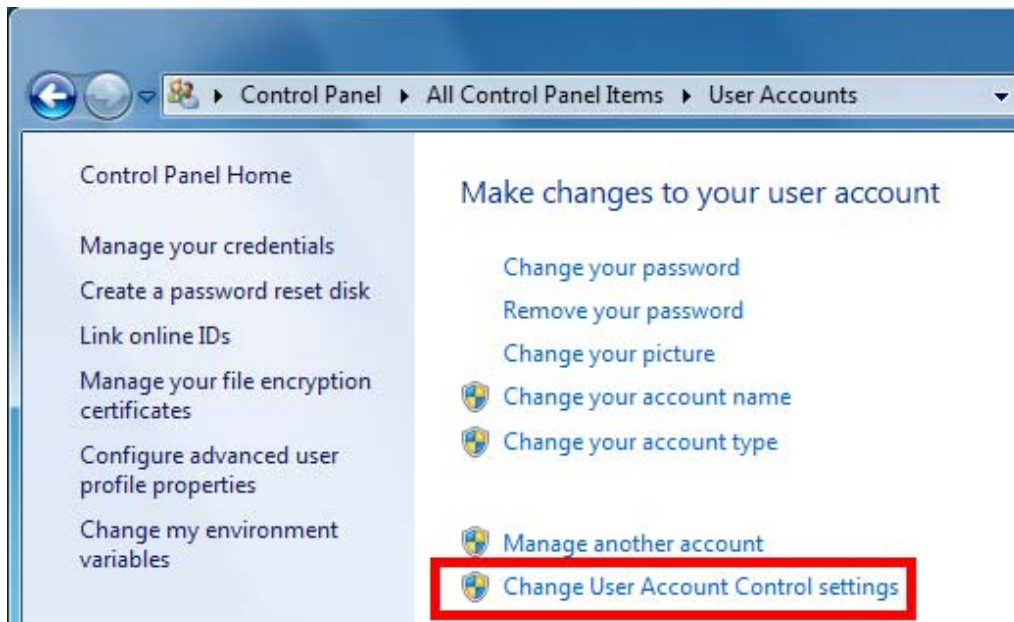 Control Panel ▸ All Control Panel Items ▸ User Accounts
Control Panel Home
Manage your credentials
Create a password reset disk
Link online IDs
Manage your file encryption
certificates
Configure advanced user
profile properties
Change my environment
variables
Make changes to your user account
Change your password
Remove your password
Change your picture
Change your account name
Change your account type
Manage another account
Change User Account Control settings